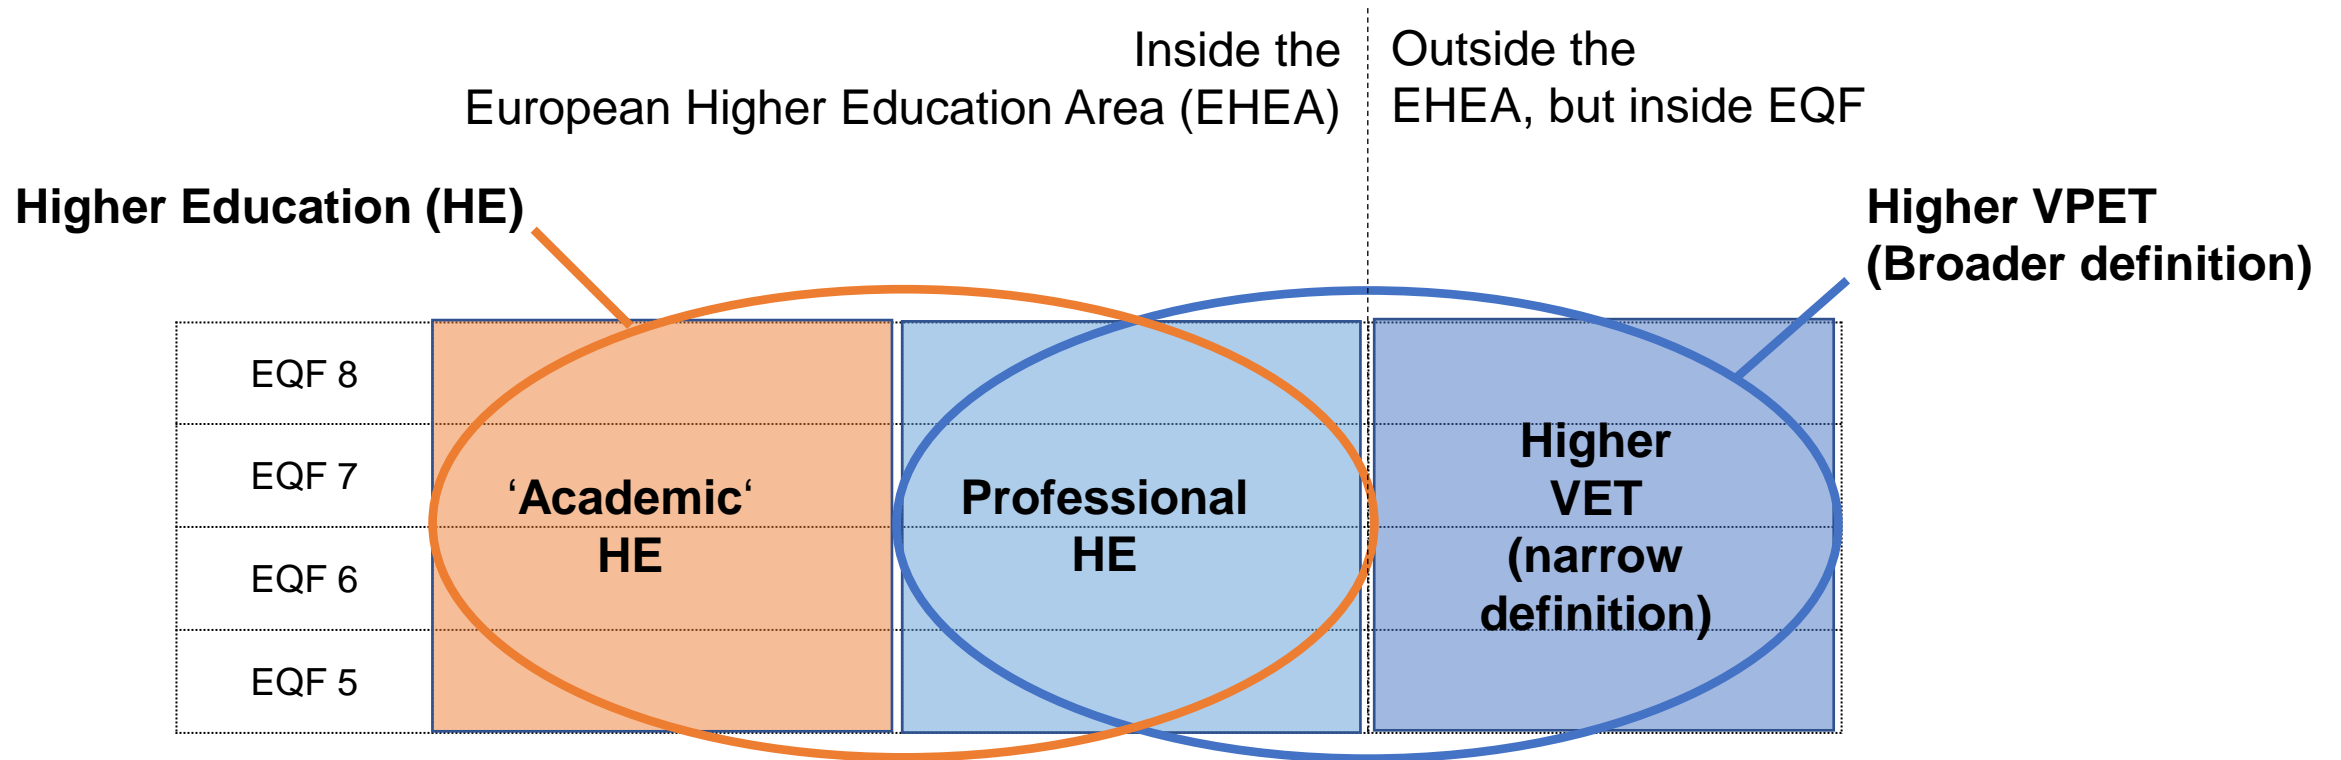 Inside the
European Higher Education Area (EHEA)
Outside the
EHEA, but inside EQF
Higher Education (HE)
Higher VPET
(Broader definition)
EQF 8
EQF 7
EQF 6
EQF 5
‘Academic‘
HE
Professional
HE
Higher
VET
(narrow
definition)